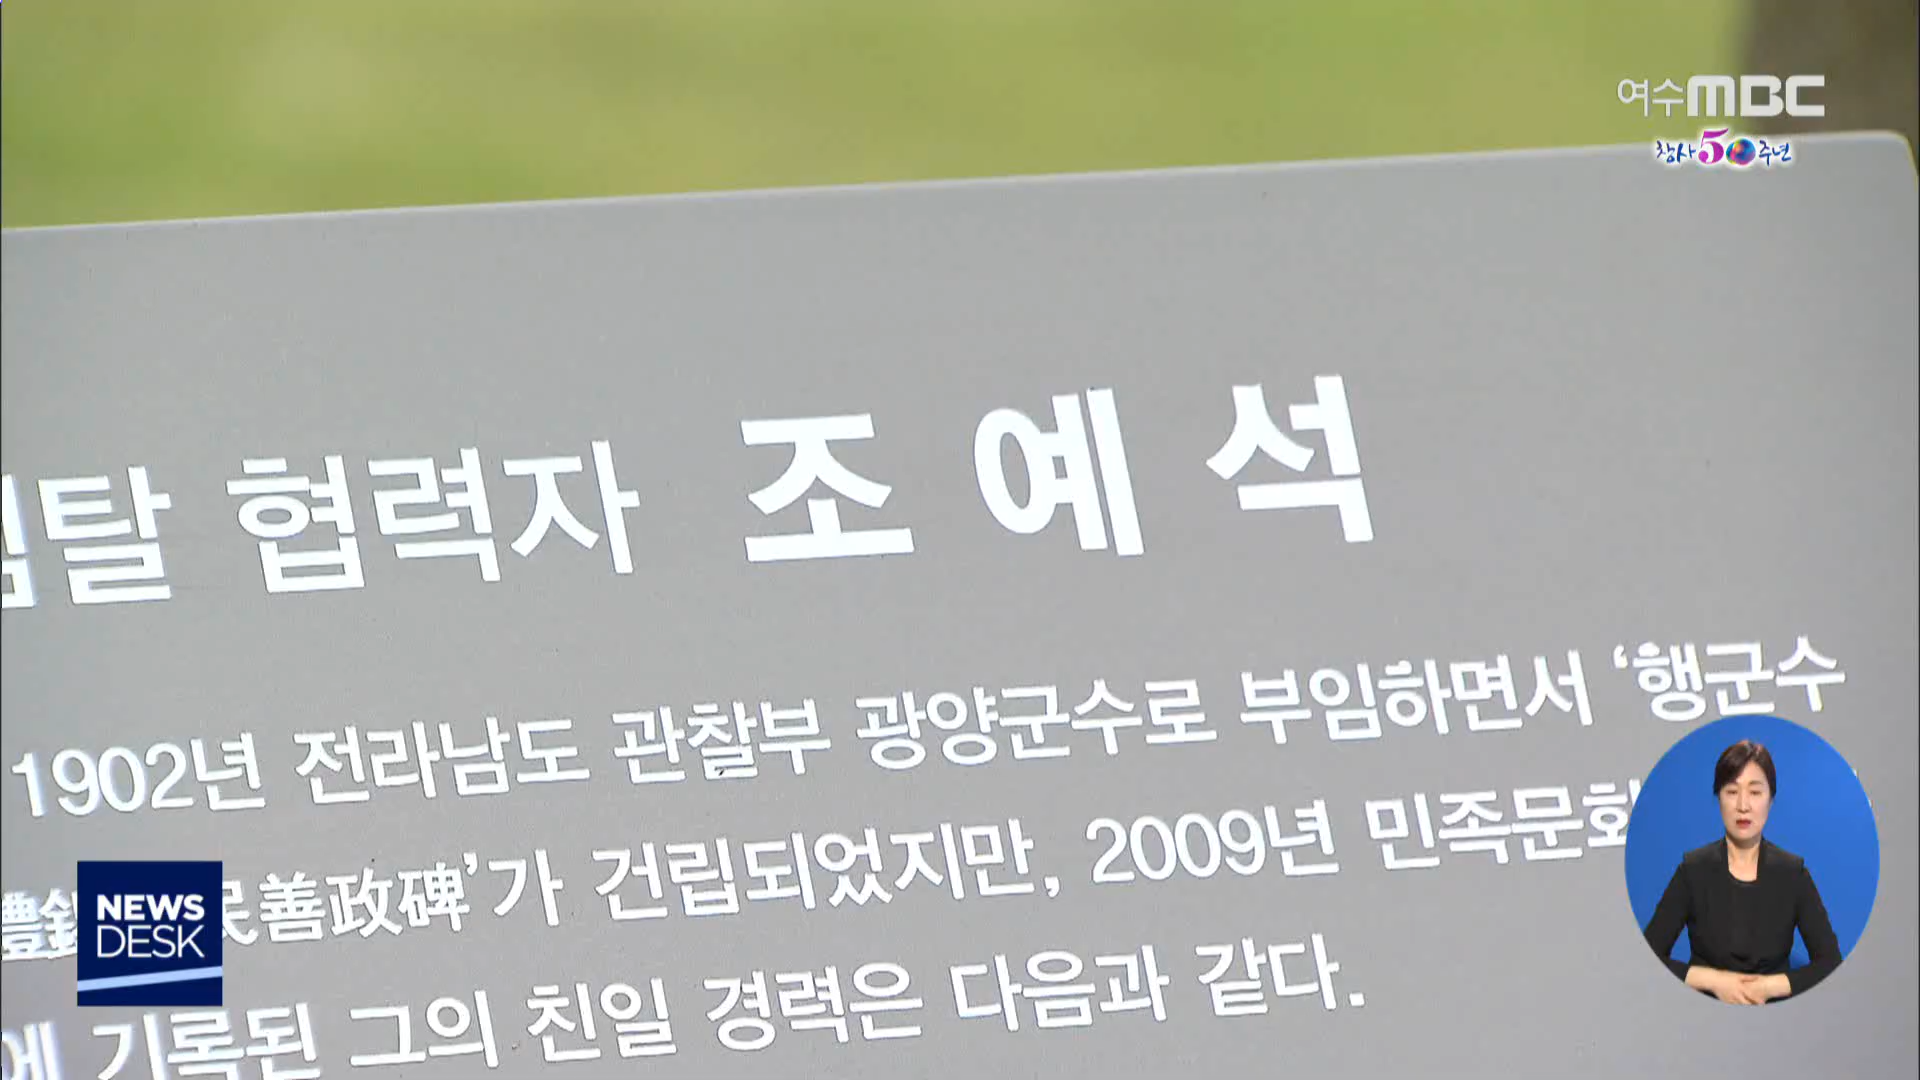 여수MBC
창사50주년
탈 협력자 조예석
1902년 전라남도 관찰부 광양군수로 부임하면서 ‘행군수
民善政碑’가 건립되었지만, 2009년 민족문화
에 기록된 그의 친일 경력은 다음과 같다.
NEWS
DESK